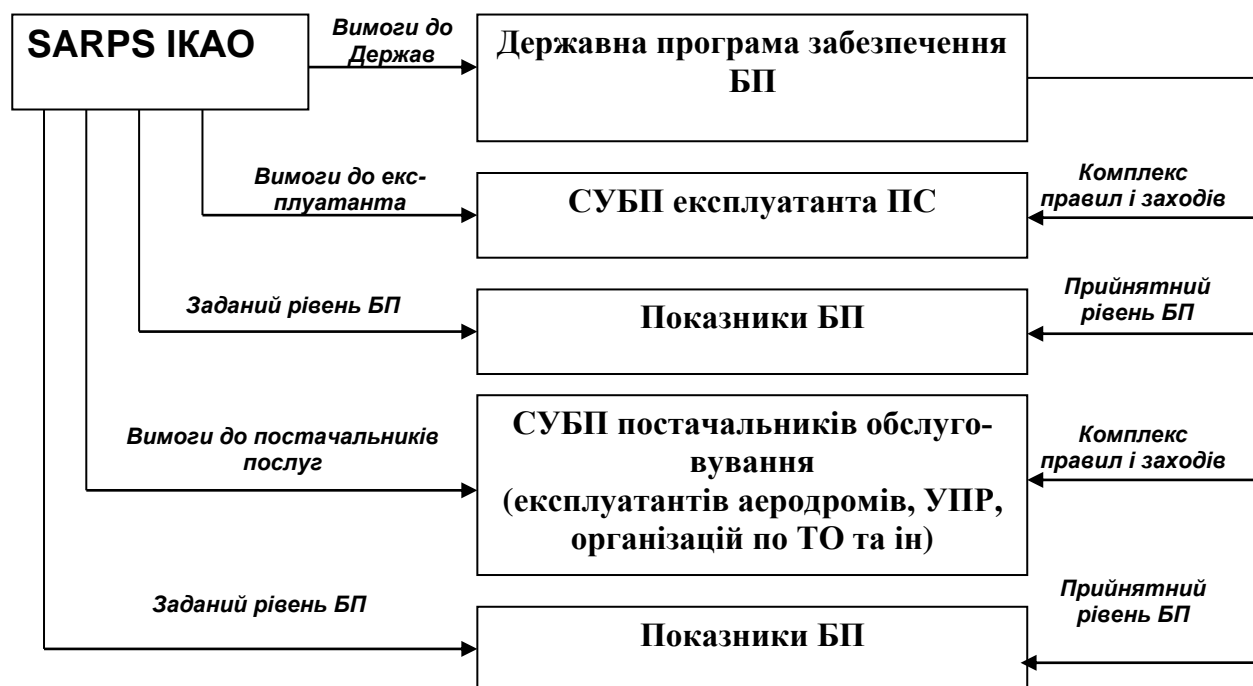 SARPS ІКАО
Вимоги до
Держав
Державна програма забезпечення
БП
Вимоги до екс-
плуатанта
СУБП експлуатанта ПС
Комплекс
правил і заходів
Заданий рівень БП
Показники БП
Прийнятний
рівень БП
Вимоги до постачальників
послуг
СУБП постачальників обслуго-
вування
(експлуатантів аеродромів, УПР,
організацій по ТО та ін)
Комплекс
правил і заходів
Заданий рівень БП
Показники БП
Прийнятний
рівень БП